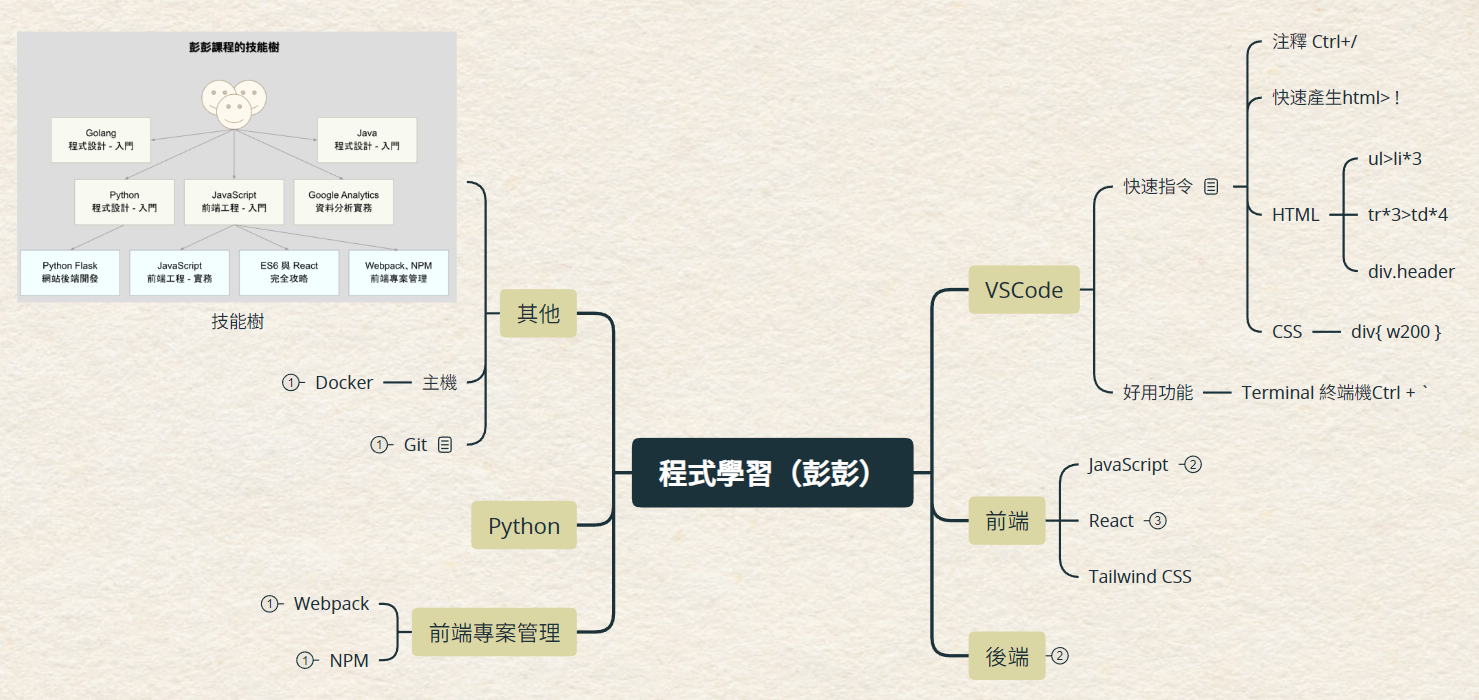 彭彭課程的技能樹
Golang
程式設計 - 入門
Java
程式設計 - 入門
Python
程式設計 - 入門
JavaScript
前端工程 - 入門
Google Analytics
資料分析實務
Python Flask
網站後端開發
JavaScript
前端工程 - 實務
ES6 與 React
完全攻略
Webpack、NPM
前端專案管理
技能樹
其他
主機
Docker
1
Git
1
Python
前端專案管理
Webpack
1
NPM
1
程式學習（彭彭）
VSCode
快速指令
注釋 Ctrl+/
快速產生html> !
HTML
ul>li*3
tr*3>td*4
div.header
CSS
div{ w200 }
好用功能
Terminal 終端機Ctrl + `
前端
JavaScript
2
React
3
Tailwind CSS
後端
2